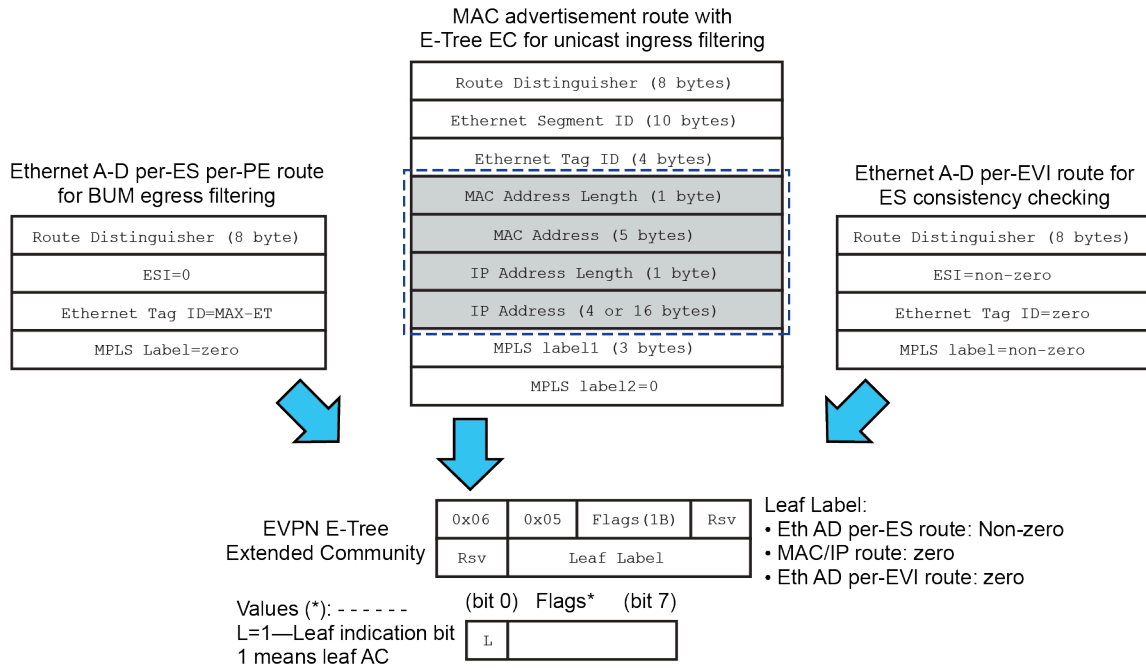 MAC advertisement route with
E-Tree EC for unicast ingress filtering
Route Distinguisher (8 bytes)
Ethernet Segment ID (10 bytes)
Ethernet Tag ID (4 bytes)
MAC Address Length (1 byte)
MAC Address (5 bytes)
IP Address Length (1 byte)
IP Address (4 or 16 bytes)
MPLS label1 (3 bytes)
MPLS label2=0
Ethernet A-D per-ES per-PE route
for BUM egress filtering
Route Distinguisher (8 byte)
ESI=0
Ethernet Tag ID=MAX-ET
MPLS Label=zero
Ethernet A-D per-EVI route for
ES consistency checking
Route Distinguisher (8 bytes)
ESI=non-zero
Ethernet Tag ID=zero
MPLS label=non-zero
EVPN E-Tree
Extended Community
0x06 0x05 Flags(1B) Rsv
Rsv Leaf Label
Leaf Label:
• Eth AD per-ES route: Non-zero
• MAC/IP route: zero
• Eth AD per-EVI route: zero
Values (*): - - - - - -
L=1—Leaf indication bit
1 means leaf AC
(bit 0) Flags* (bit 7)
L